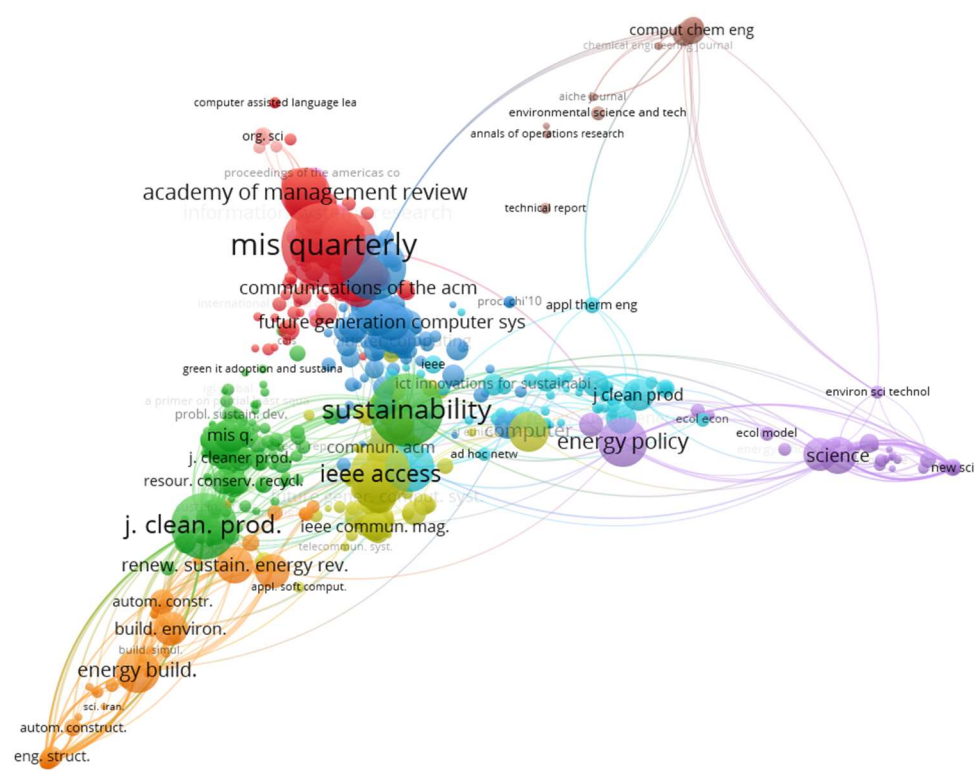 comput chem eng
chemical engineering journal
aiche journal
computer assisted language lea
environmental science and tech
annals of operations research
org. sci
proceedings of the americas co
academy of management review
technical report
mis quarterly
communications of the acm
international
proc. chi'10
appl therm eng
future generation computer sys
ieee
green it adoption and sustaina
ict innovations for sustainabi
j clean prod
environ sci technol
sustainability
probl. sustain. dev.
ecol econ
computer
mis q.
ecol model
energy policy
commun. acm
ad hoc netw
science
j. cleaner prod.
new sci
ieee access
resour. conserv. recycl.
future gener. comput. syst.
j. clean. prod.
ieee commun. mag.
telecommun. syst.
renew. sustain. energy rev.
appl. soft comput.
autom. constr.
build. environ.
build. simul.
energy build.
sci. iran.
autom. construct.
eng. struct.